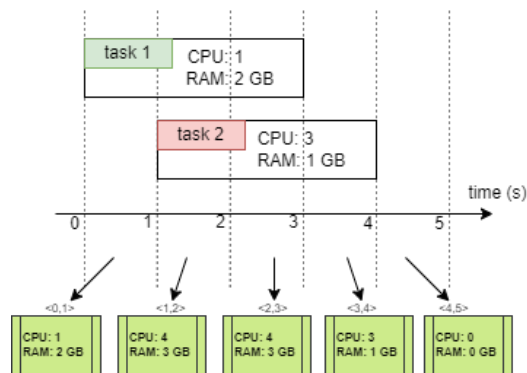 task 1
CPU: 1
RAM: 2 GB
task 2
CPU: 3
RAM: 1 GB
time (s)
0 1 2 3 4 5
<0,1> <1,2> <2,3> <3,4> <4,5>
CPU: 1
RAM: 2 GB
CPU: 4
RAM: 3 GB
CPU: 4
RAM: 3 GB
CPU: 3
RAM: 1 GB
CPU: 0
RAM: 0 GB